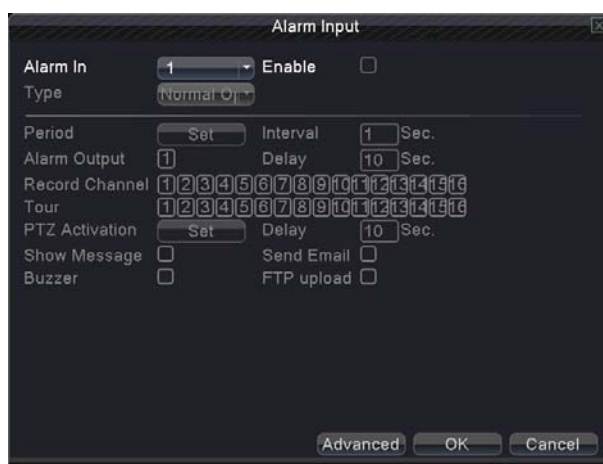 Alarm Input
Alarm In 1 Enable
Type Normal Op
Period Set Interval 1 Sec.
Alarm Output 1 Delay 10 Sec.
Record Channel 1 2 3 4 5 6 7 8 9 10 11 12 13 14 15 16
Tour 1 2 3 4 5 6 7 8 9 10 11 12 13 14 15 16
PTZ Activation Set Delay 10 Sec.
Show Message Send Email
Buzzer FTP upload
Advanced OK Cancel